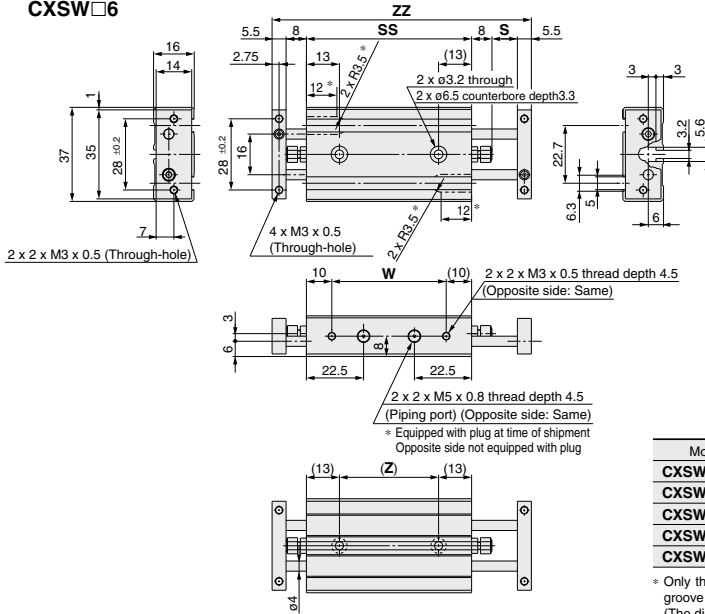 CXSW□6
ZZ
5.5 8 SS 8 S 5.5
16
14
2.75
13
2 x R3.5 *
(13)
12 *
2 x ø3.2 through
2 x ø6.5 counterbore depth3.3
3 3
1
37
35
28 ±0.2
28 ±0.2
16
22.7
3.2
5.6
6.3
5
6
7
12 *
2 x R3.5 *
4 x M3 x 0.5
(Through-hole)
2 x 2 x M3 x 0.5 (Through-hole)
10 W (10)
2 x 2 x M3 x 0.5 thread depth 4.5
(Opposite side: Same)
3
6
8
22.5 22.5
2 x 2 x M5 x 0.8 thread depth 4.5
(Piping port) (Opposite side: Same)
* Equipped with plug at time of shipment
Opposite side not equipped with plug
(13) (Z) (13)
ø4
CXSW
CXSW
CXSW
CXSW
CXSW
* Only th
groove